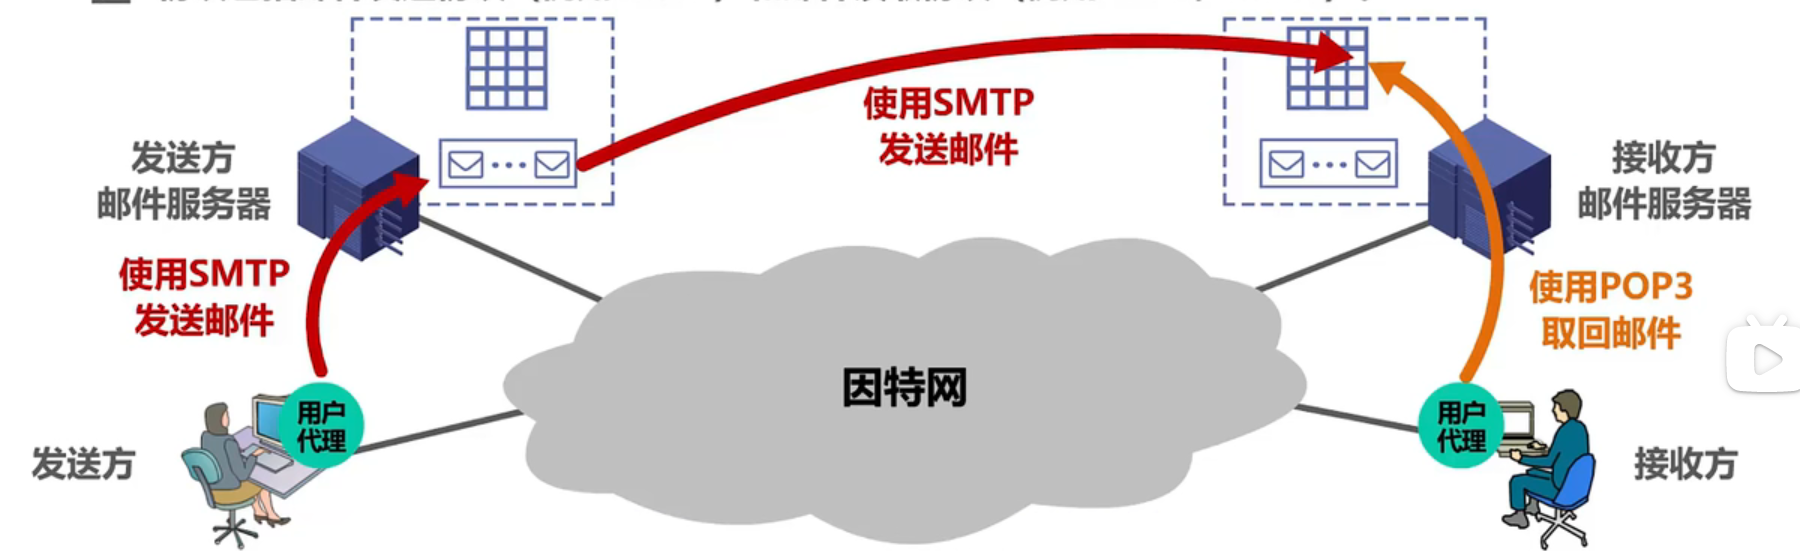 发送方
邮件服务器
使用SMTP
发送邮件
接收方
邮件服务器
使用SMTP
发送邮件
使用POP3
取回邮件
因特网
用户
代理
用户
代理
发送方
接收方